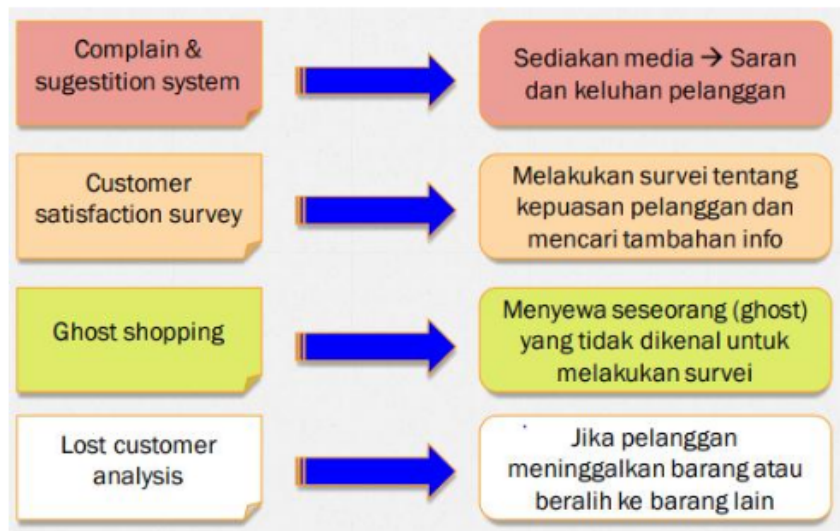 Complain &
sugestition system
Sediakan media → Saran
dan keluhan pelanggan
Customer
satisfaction survey
Melakukan survei tentang
kepuasan pelanggan dan
mencari tambahan info
Ghost shopping
Menyewa seseorang (ghost)
yang tidak dikenal untuk
melakukan survei
Lost customer
analysis
Jika pelanggan
meninggalkan barang atau
beralih ke barang lain